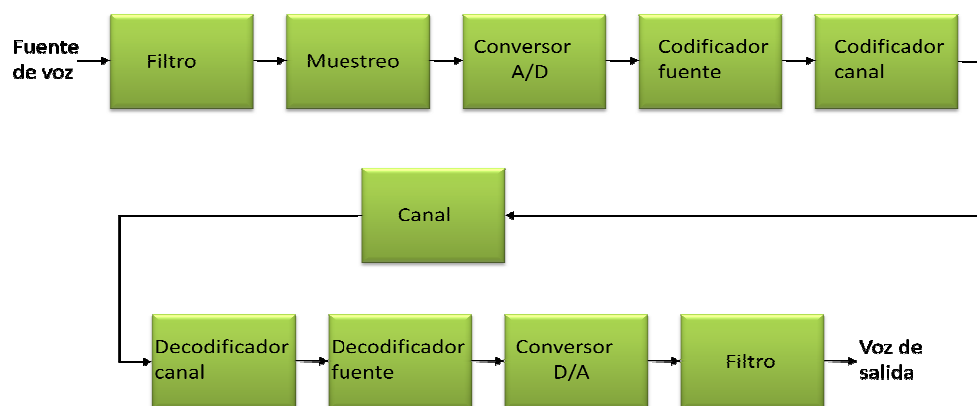 Fuente
de voz
Filtro
Muestreo
Conversor
A/D
Codificador
fuente
Codificador
canal
Canal
Decodificador
canal
Decodificador
fuente
Conversor
D/A
Filtro
Voz de
salida